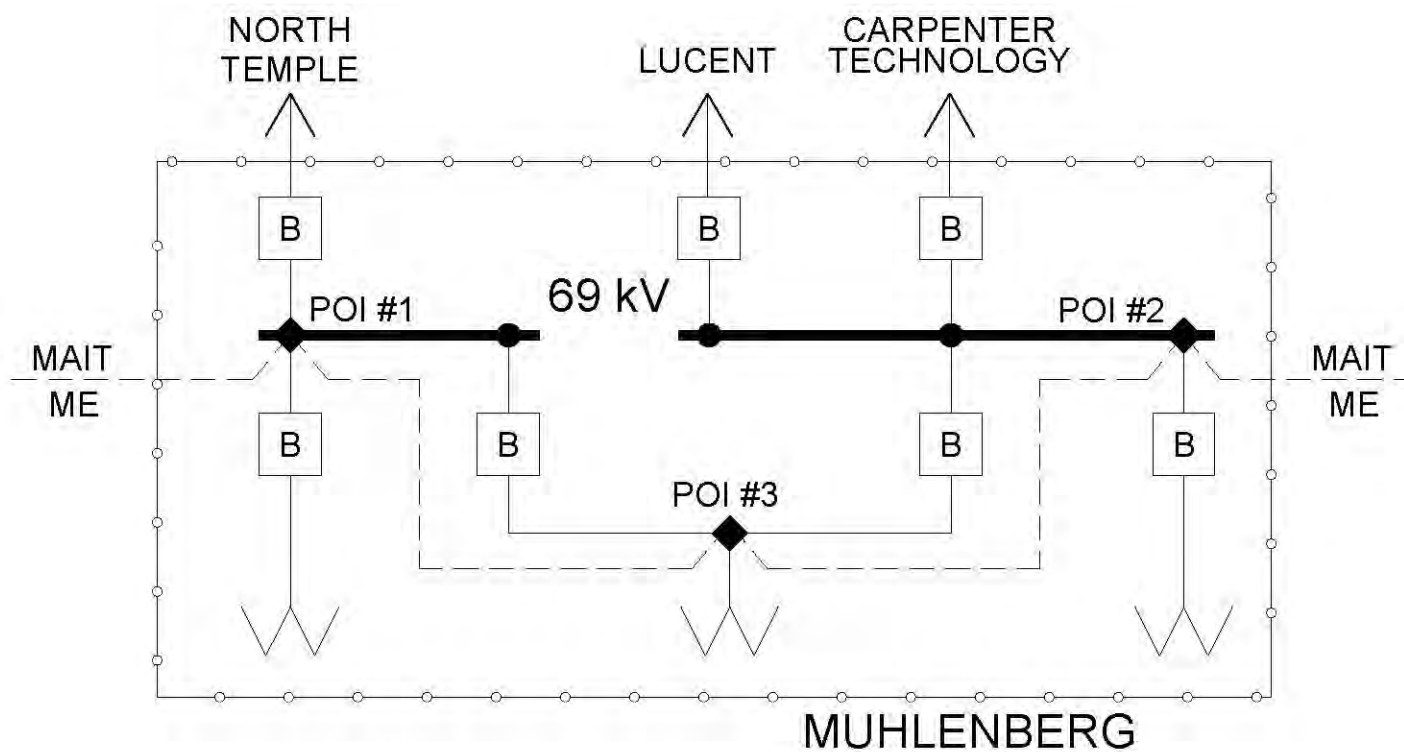 NORTH
TEMPLE
LUCENT
CARPENTER
TECHNOLOGY
B
B
B
POI #1
69 kV
POI #2
MAIT
ME
MAIT
ME
B
B
B
B
POI #3
MUHLENBERG